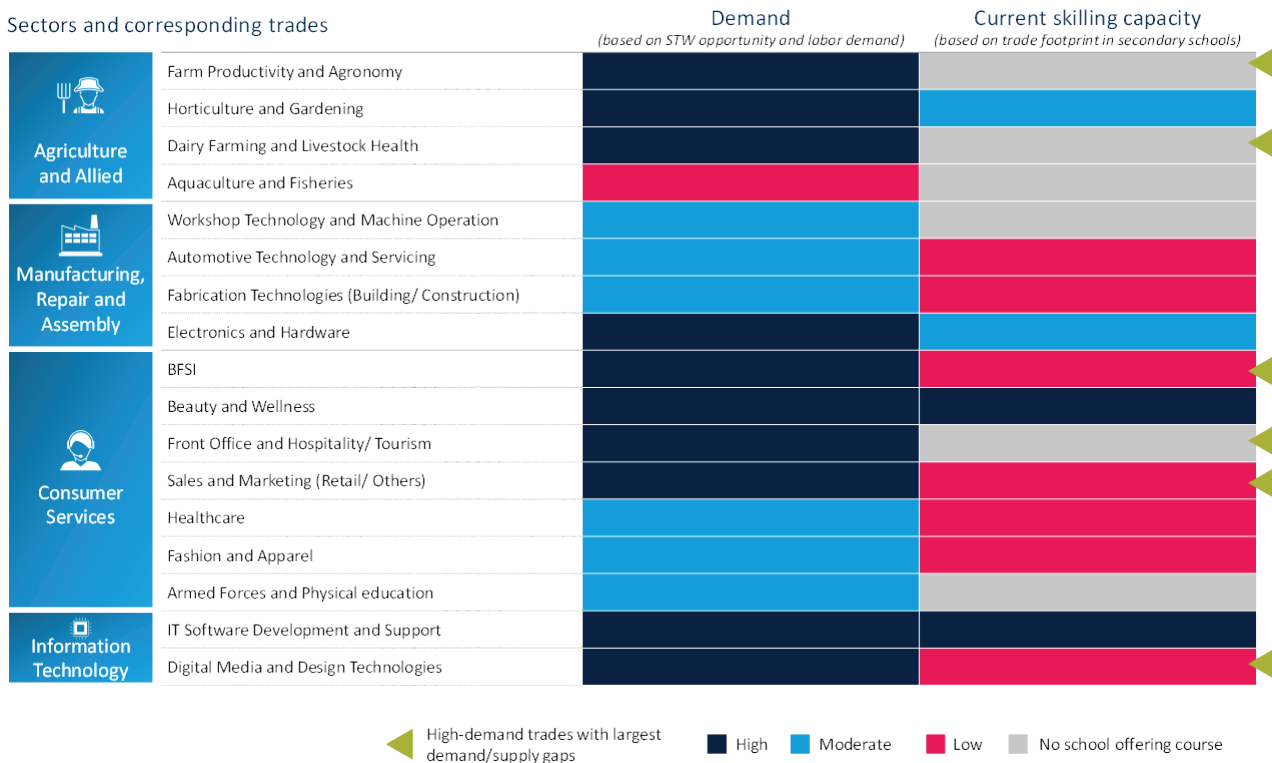 Sectors and corresponding trades
Demand
(based on STW opportunity and labor demand)
Current skilling capacity
(based on trade footprint in secondary schools)
Agriculture
and Allied
Farm Productivity and Agronomy
Horticulture and Gardening
Dairy Farming and Livestock Health
Aquaculture and Fisheries
Manufacturing,
Repair and
Assembly
Workshop Technology and Machine Operation
Automotive Technology and Servicing
Fabrication Technologies (Building/ Construction)
Electronics and Hardware
Consumer
Services
BFSI
Beauty and Wellness
Front Office and Hospitality/ Tourism
Sales and Marketing (Retail/ Others)
Healthcare
Fashion and Apparel
Armed Forces and Physical education
Information
Technology
IT Software Development and Support
Digital Media and Design Technologies
High-demand trades with largest
demand/supply gaps
High
Moderate
Low
No school offering course